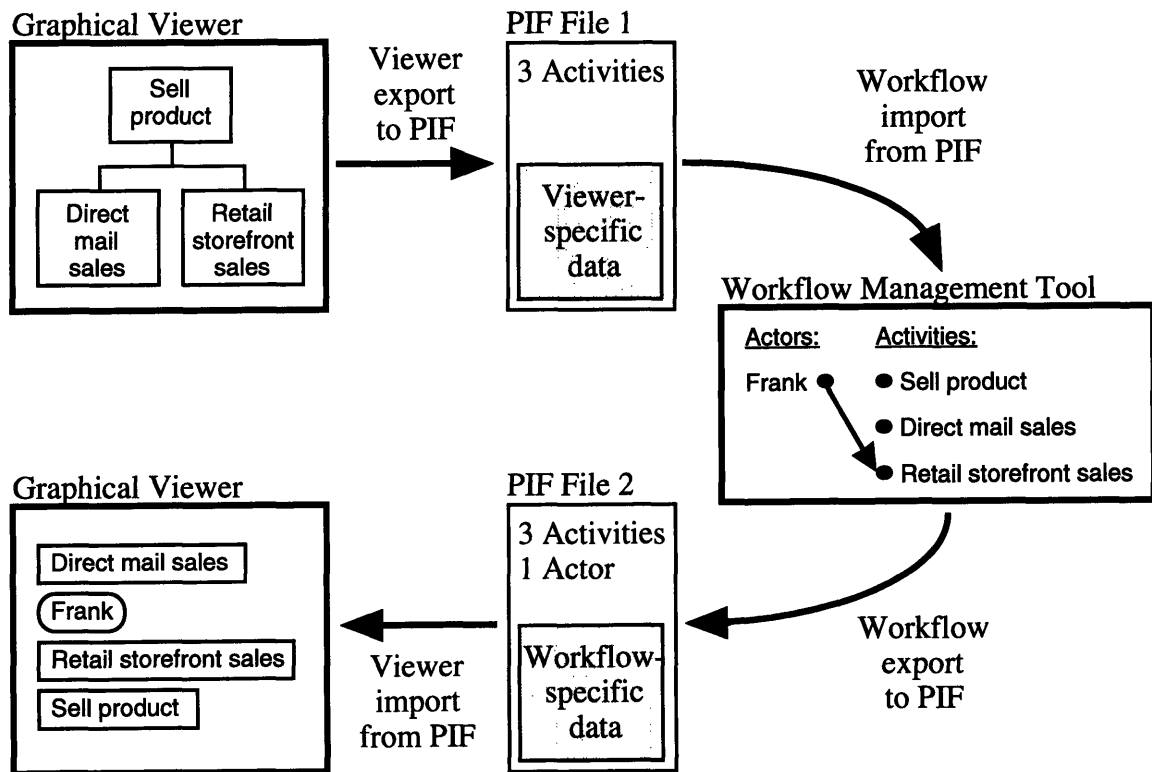 Graphical Viewer
Sell
product
Direct
mail
sales
Retail
storefront
sales
Viewer
export
to PIF
PIF File 1
3 Activities
Viewer-
specific
data
Workflow
import
from PIF
Workflow Management Tool
Actors:
Activities:
Frank
Sell product
Direct mail sales
Retail storefront sales
Workflow
export
to PIF
PIF File 2
3 Activities
1 Actor
Workflow-
specific
data
Viewer
import
from PIF
Graphical Viewer
Direct mail sales
Frank
Retail storefront sales
Sell product